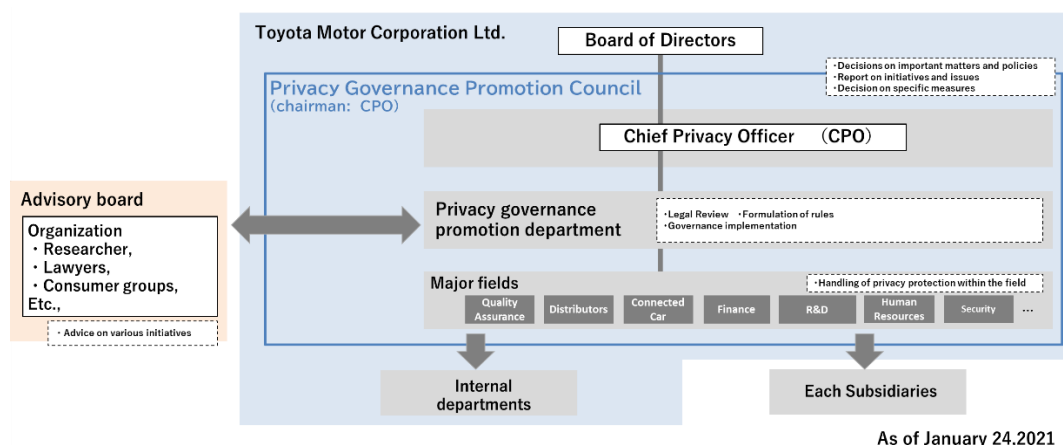 Toyota Motor Corporation Ltd.
Board of Directors
・Decisions on important matters and policies
・Report on initiatives and issues
・Decision on specific measures
Privacy Governance Promotion Council
(chairman: CPO)
Chief Privacy Officer (CPO)
Advisory board
Organization
・Researcher,
・Lawyers,
・Consumer groups,
Etc.,
・Advice on various initiatives
Privacy governance
promotion department
・Legal Review ・Formulation of rules
・Governance implementation
Major fields
・Handling of privacy protection within the field
Quality
Assurance
Distributors
Connected
Car
Finance
R&D
Human
Resources
Security
…
Internal
departments
Each Subsidiaries
As of January 24.2021